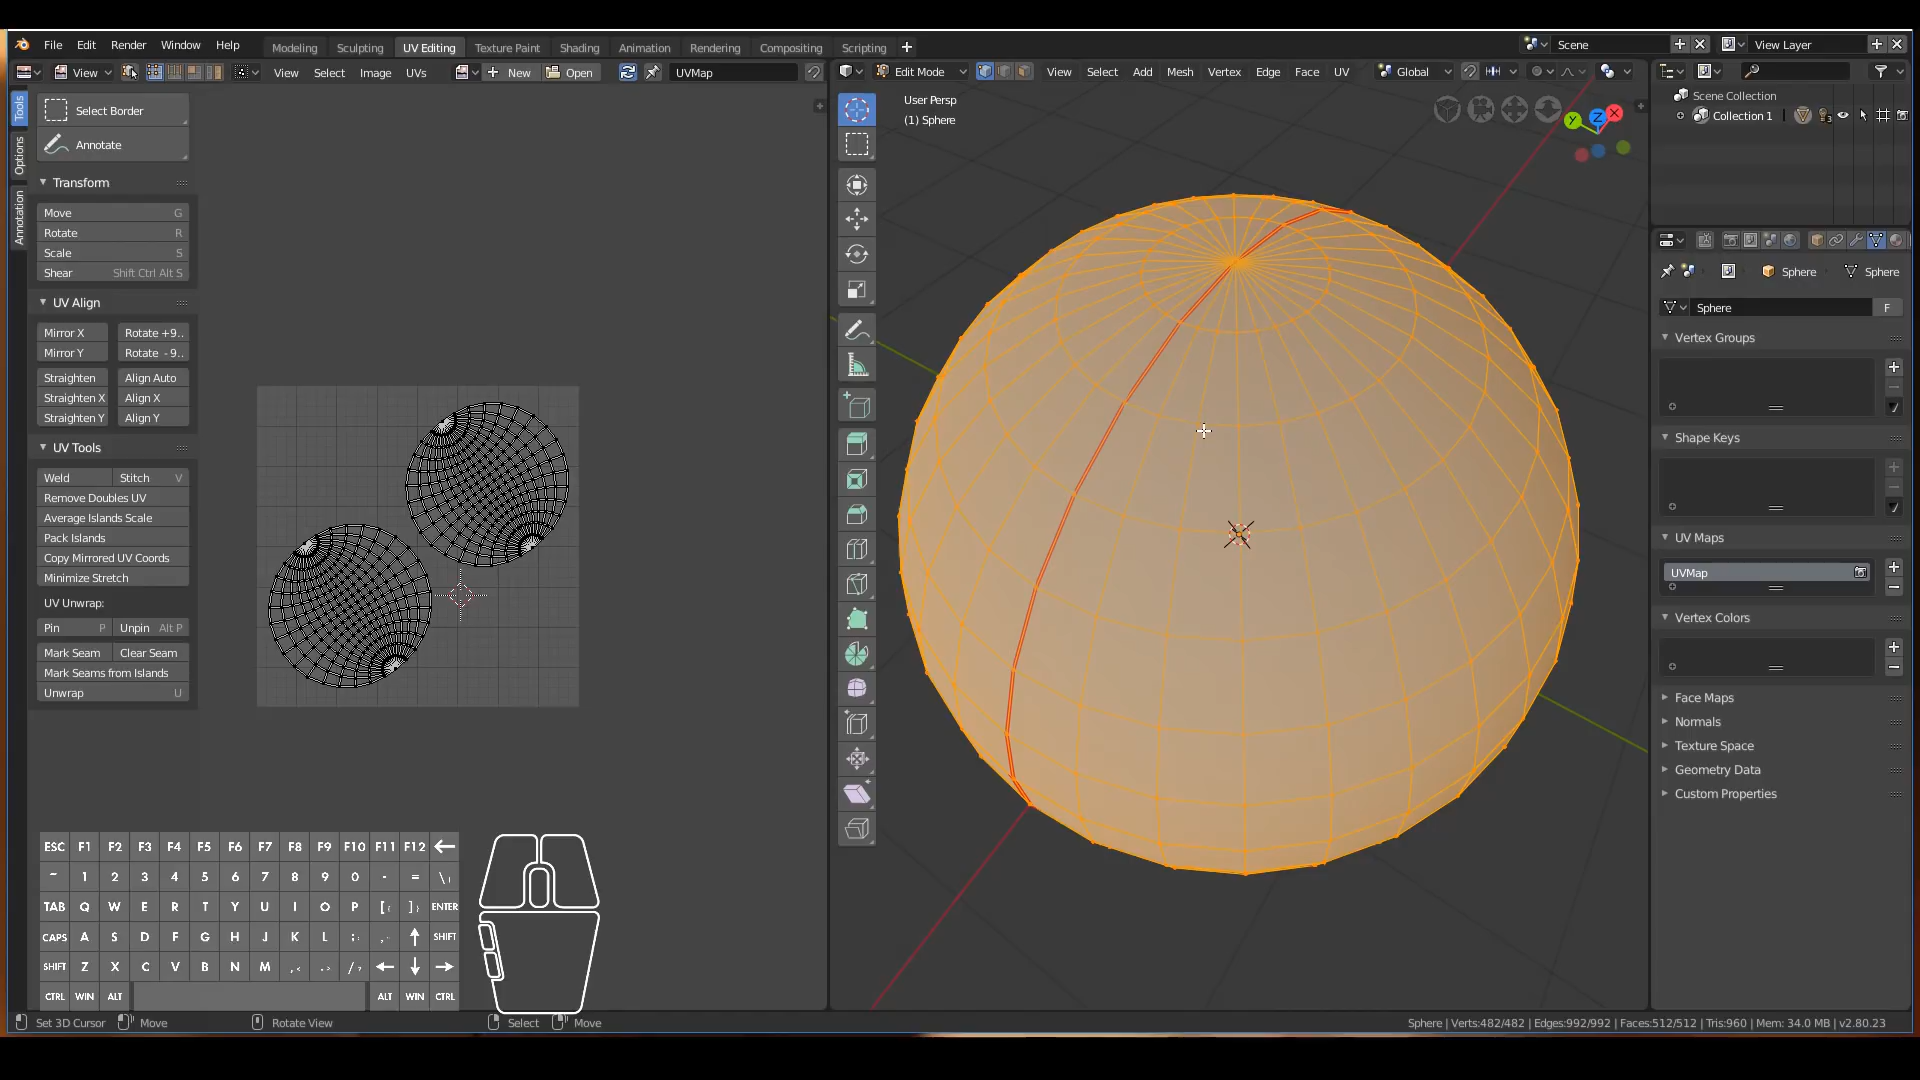 File Edit Render Window Help
Modeling Sculpting UV Editing Texture Paint Shading Animation Rendering Compositing Scripting
Scene
View Layer
View
View Select Image UVs
New Open
UVMap
Edit Mode
View Select Add Mesh Vertex Edge Face UV
Global
Tools
Options
Annotation
Select Border
Annotate
Transform
Move G
Rotate R
Scale S
Shear Shift Ctrl Alt S
UV Align
Mirror X Rotate +9..
Mirror Y Rotate - 9..
Straighten Align Auto
Straighten X Align X
Straighten Y Align Y
UV Tools
Weld Stitch V
Remove Doubles UV
Average Islands Scale
Pack Islands
Copy Mirrored UV Coords
Minimize Stretch
UV Unwrap:
Pin P Unpin Alt P
Mark Seam Clear Seam
Mark Seams from Islands
Unwrap U
User Persp
(1) Sphere
Y Z X
Scene Collection
Collection 1
Sphere Sphere
Sphere F
Vertex Groups
Shape Keys
UV Maps
UVMap
Vertex Colors
Face Maps
Normals
Texture Space
Geometry Data
Custom Properties
ESC F1 F2 F3 F4 F5 F6 F7 F8 F9 F10 F11 F12
~ 1 2 3 4 5 6 7 8 9 0 - = \|
TAB Q W E R T Y U I O P [{ ]} ENTER
CAPS A S D F G H J K L ;: SHIFT
SHIFT Z X C V B N M ,< .> /?
CTRL WIN ALT ALT WIN CTRL
Set 3D Cursor Move Rotate View Select Move
Sphere | Verts:482/482 | Edges:992/992 | Faces:512/512 | Tris:960 | Mem: 34.0 MB | v2.80.23